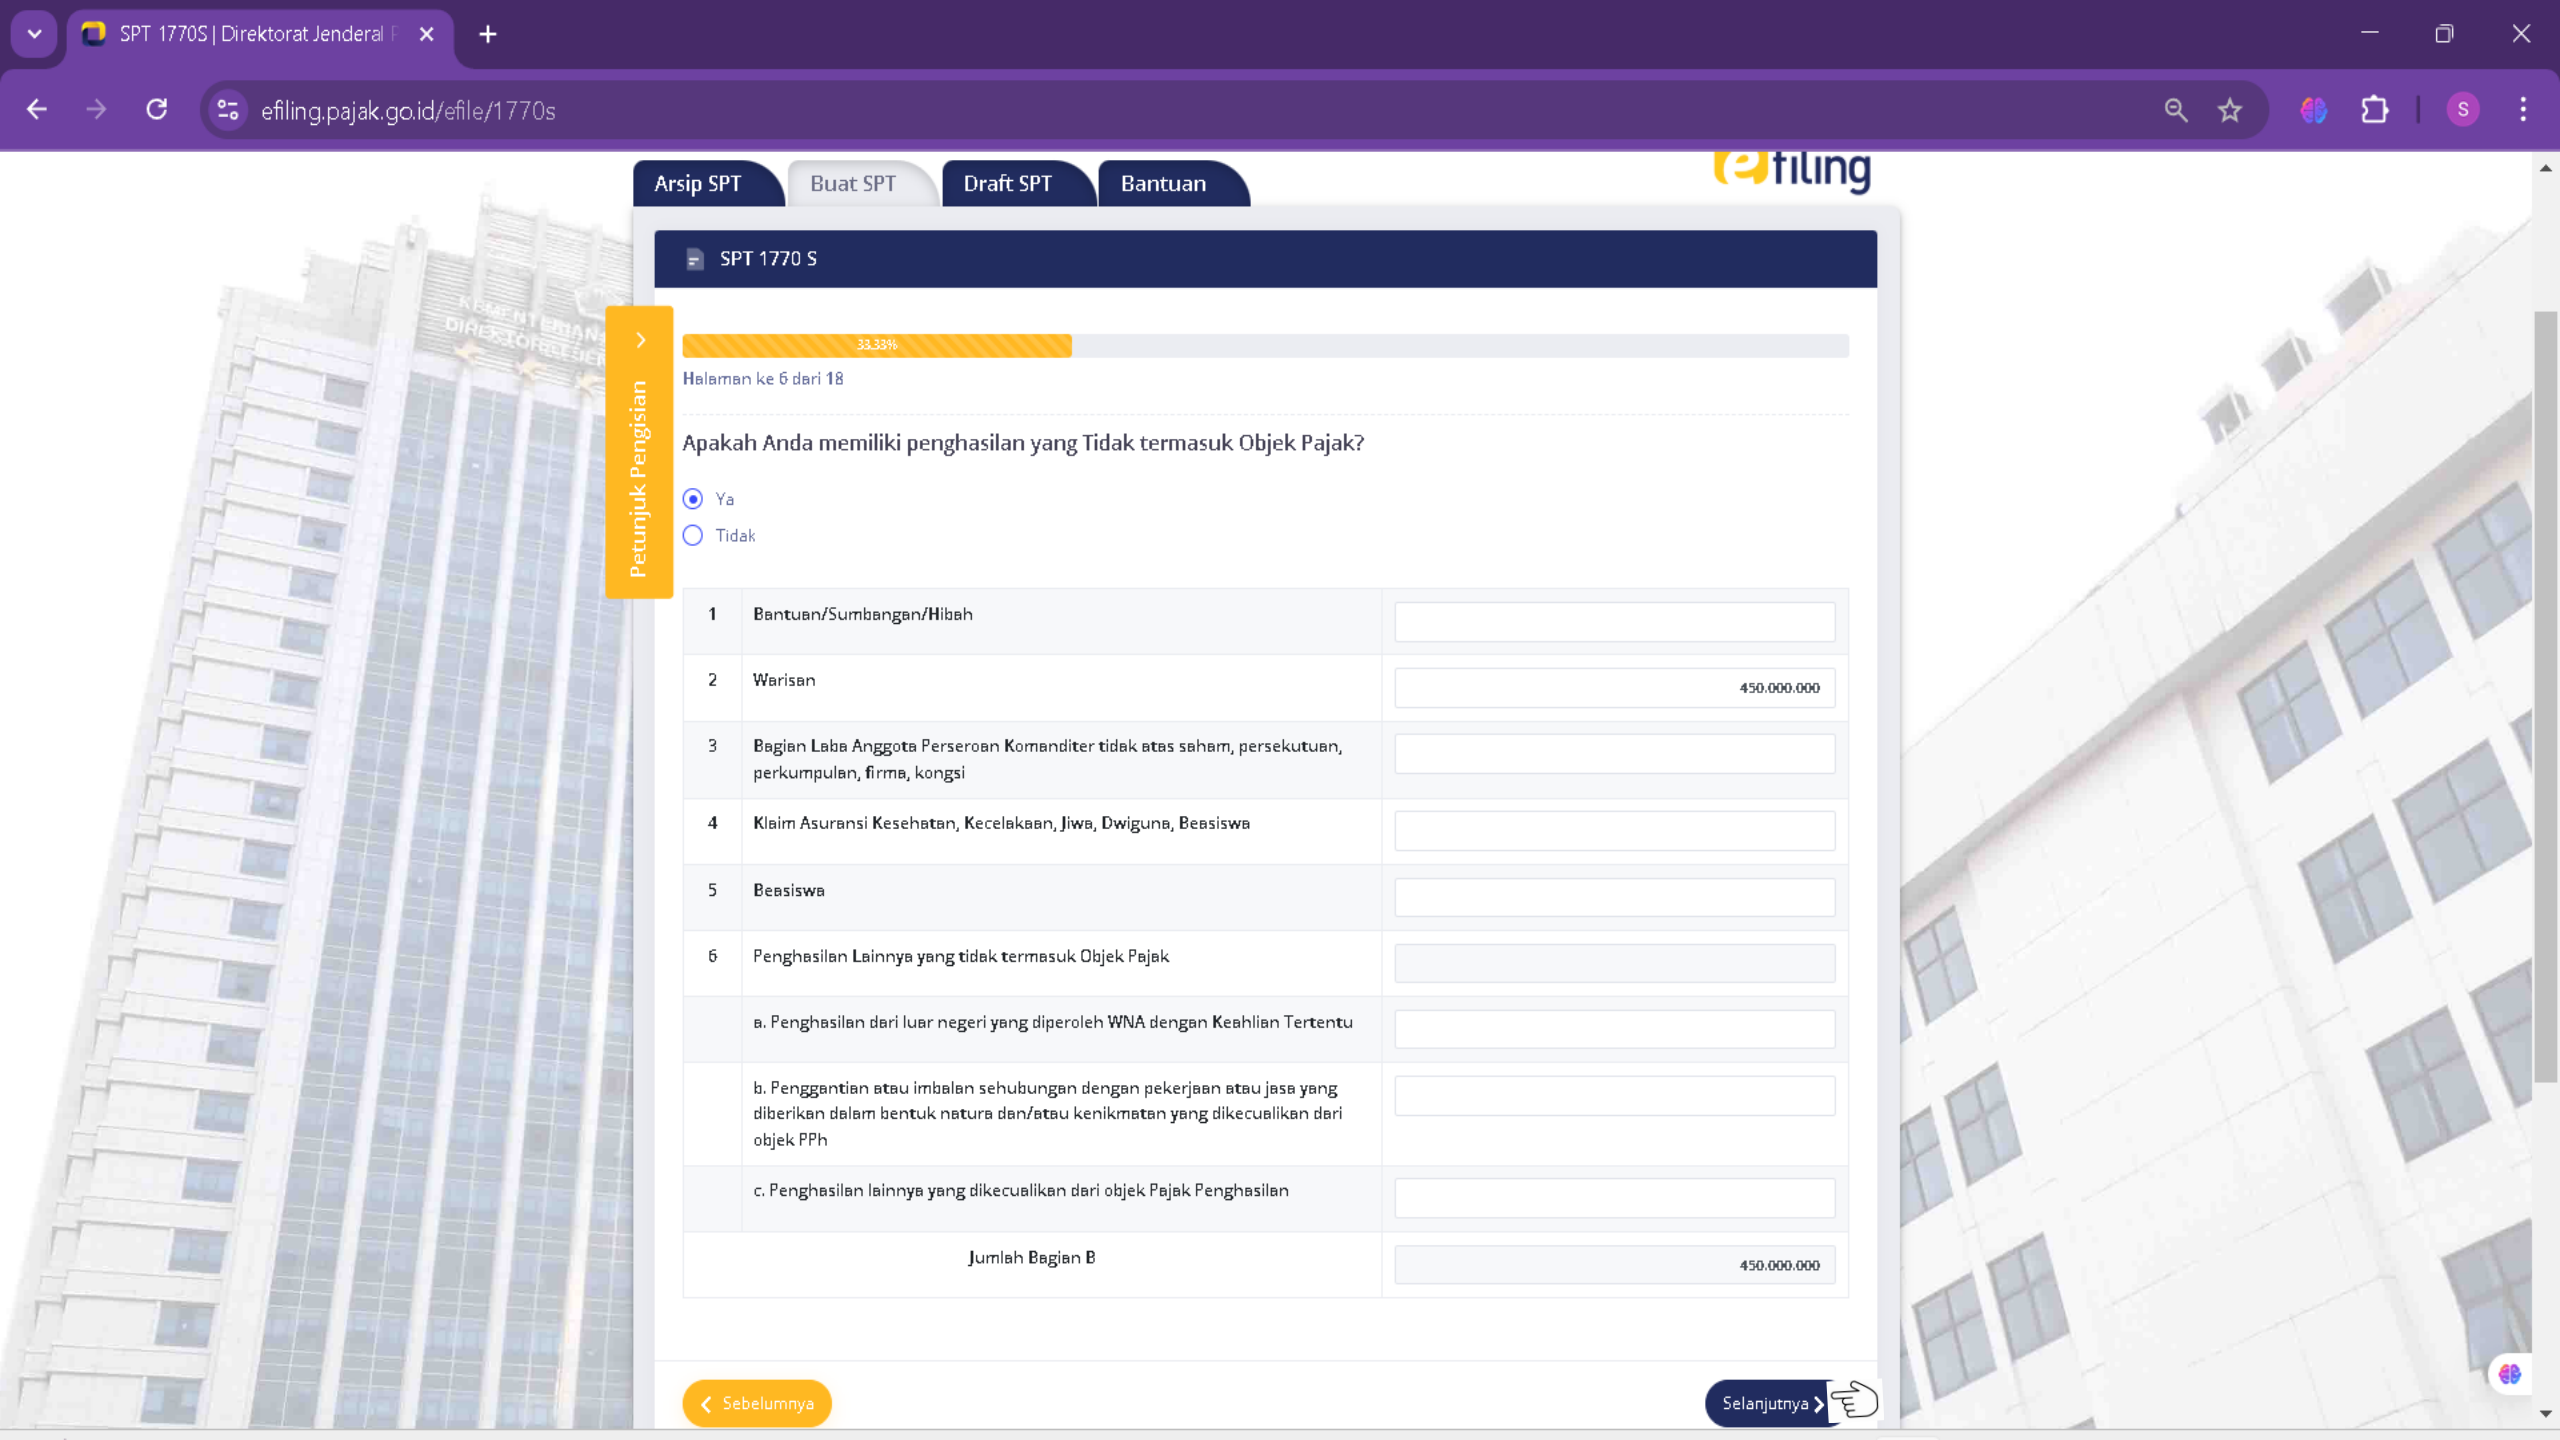 SPT 1770S | Direktorat Jenderal
efiling.pajak.go.id/efile/1770s
S
Arsip SPT
Buat SPT
Draft SPT
Bantuan
efiling
SPT 1770 S
Petunjuk Pengisian
33.33%
Halaman ke 6 dari 18
Apakah Anda memiliki penghasilan yang Tidak termasuk Objek Pajak?
Ya
Tidak
1 Bantuan/Sumbangan/Hibah
2 Warisan 450.000.000
3 Bagian Laba Anggota Perseroan Komanditer tidak atas saham, persekutuan,
perkumpulan, firma, kongsi
4 Klaim Asuransi Kesehatan, Kecelakaan, Jiwa, Dwiguna, Beasiswa
5 Beasiswa
6 Penghasilan Lainnya yang tidak termasuk Objek Pajak
a. Penghasilan dari luar negeri yang diperoleh WNA dengan Keahlian Tertentu
b. Penggantian atau imbalan sehubungan dengan pekerjaan atau jasa yang
diberikan dalam bentuk natura dan/atau kenikmatan yang dikecualikan dari
objek PPh
c. Penghasilan lainnya yang dikecualikan dari objek Pajak Penghasilan
Jumlah Bagian B 450.000.000
Sebelumnya
Selanjutnya